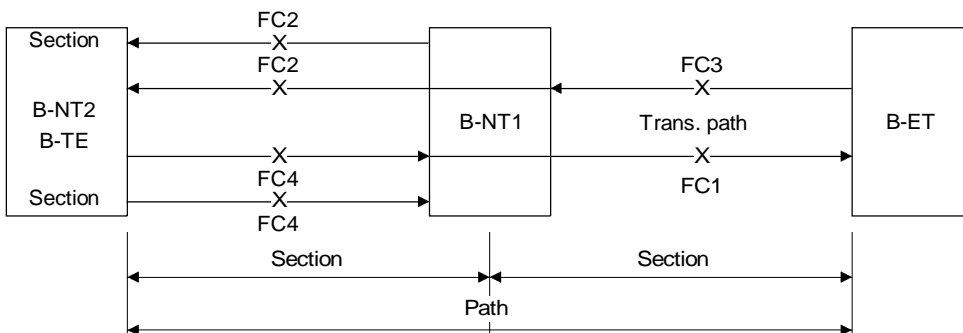 FC2
Section
X
FC2
X
FC3
X
B-NT2
B-TE
B-NT1
Trans. path
B-ET
X
FC4
X
FC1
Section
X
FC4
Section
Section
Path